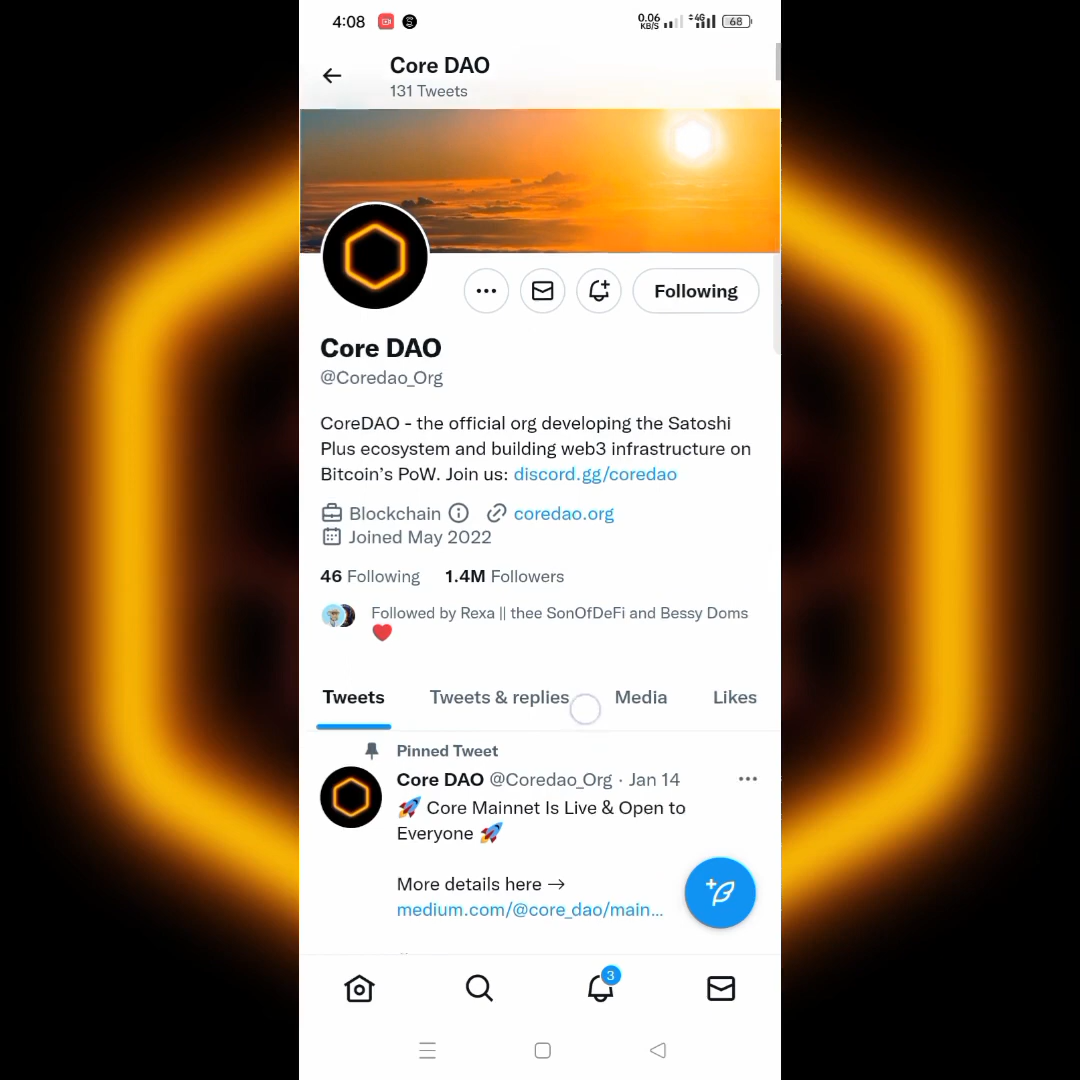 4:08
0.06
KB/S
4G
68
Core DAO
131 Tweets
Following
Core DAO
@Coredao_Org
CoreDAO - the official org developing the Satoshi
Plus ecosystem and building web3 infrastructure on
Bitcoin's PoW. Join us: discord.gg/coredao
Blockchain coredao.org
Joined May 2022
46 Following 1.4M Followers
Followed by Rexa || thee SonOfDeFi and Bessy Doms
❤️
Tweets Tweets & replies Media Likes
Pinned Tweet
Core DAO @Coredao_Org · Jan 14
🚀 Core Mainnet Is Live & Open to
Everyone 🚀
More details here →
medium.com/@core_dao/main...
3